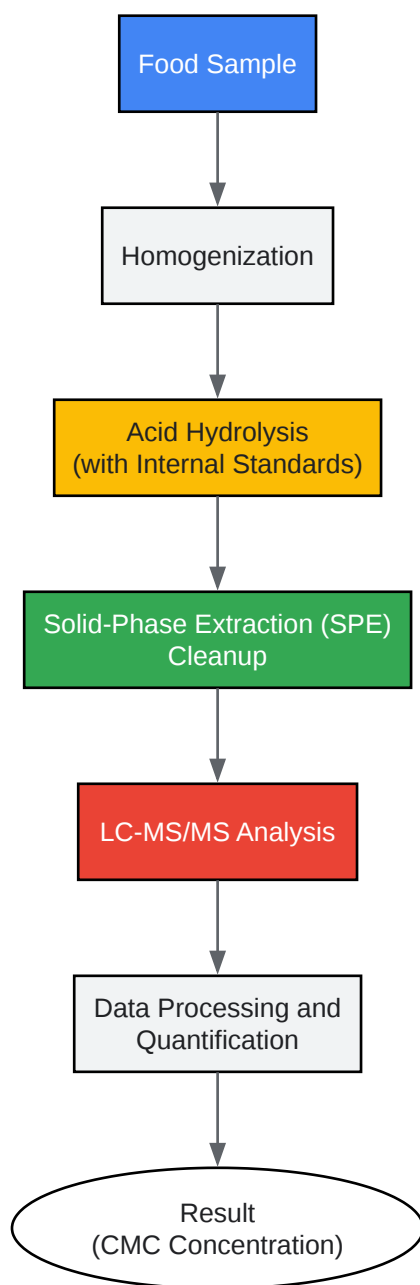 Food Sample
Homogenization
Acid Hydrolysis
(with Internal Standards)
Solid-Phase Extraction (SPE)
Cleanup
LC-MS/MS Analysis
Data Processing and
Quantification
Result
(CMC Concentration)